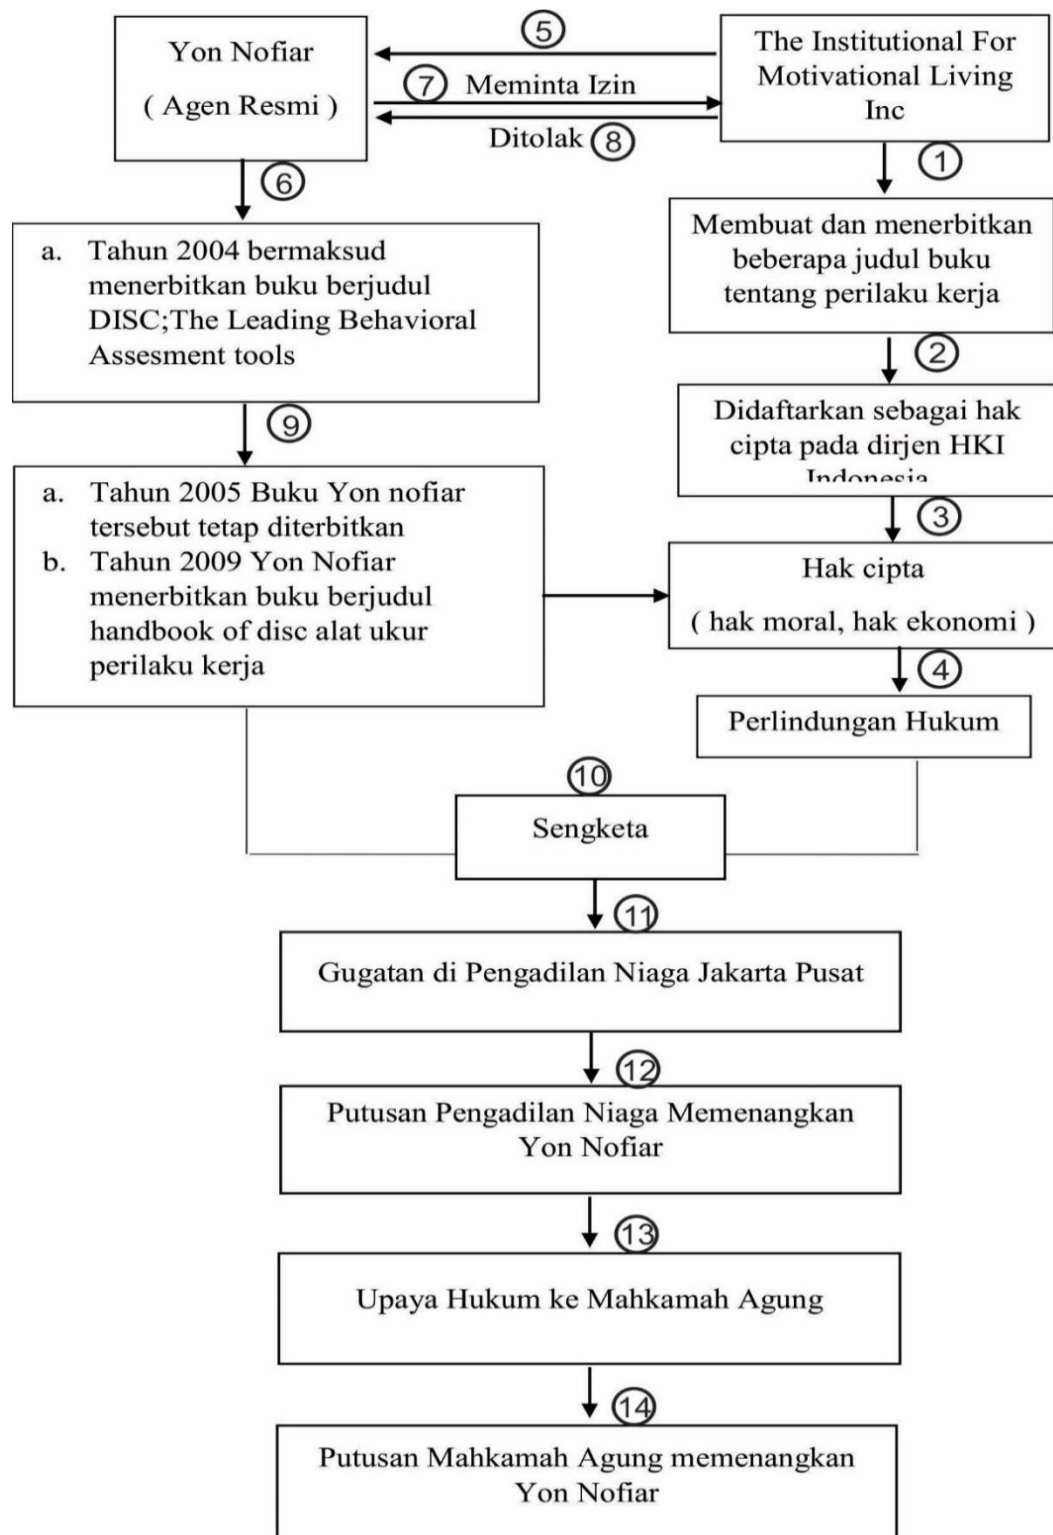 Yon Nofiar
( Agen Resmi )
5
7 Meminta Izin
Ditolak 8
The Institutional For
Motivational Living
Inc
6
1
a. Tahun 2004 bermaksud
menerbitkan buku berjudul
DISC;The Leading Behavioral
Assesment tools
Membuat dan menerbitkan
beberapa judul buku
tentang perilaku kerja
2
9
Didaftarkan sebagai hak
cipta pada dirjen HKI
Indonesia
3
a. Tahun 2005 Buku Yon nofiar
tersebut tetap diterbitkan
b. Tahun 2009 Yon Nofiar
menerbitkan buku berjudul
handbook of disc alat ukur
perilaku kerja
Hak cipta
( hak moral, hak ekonomi )
4
Perlindungan Hukum
10
Sengketa
11
Gugatan di Pengadilan Niaga Jakarta Pusat
12
Putusan Pengadilan Niaga Memenangkan
Yon Nofiar
13
Upaya Hukum ke Mahkamah Agung
14
Putusan Mahkamah Agung memenangkan
Yon Nofiar